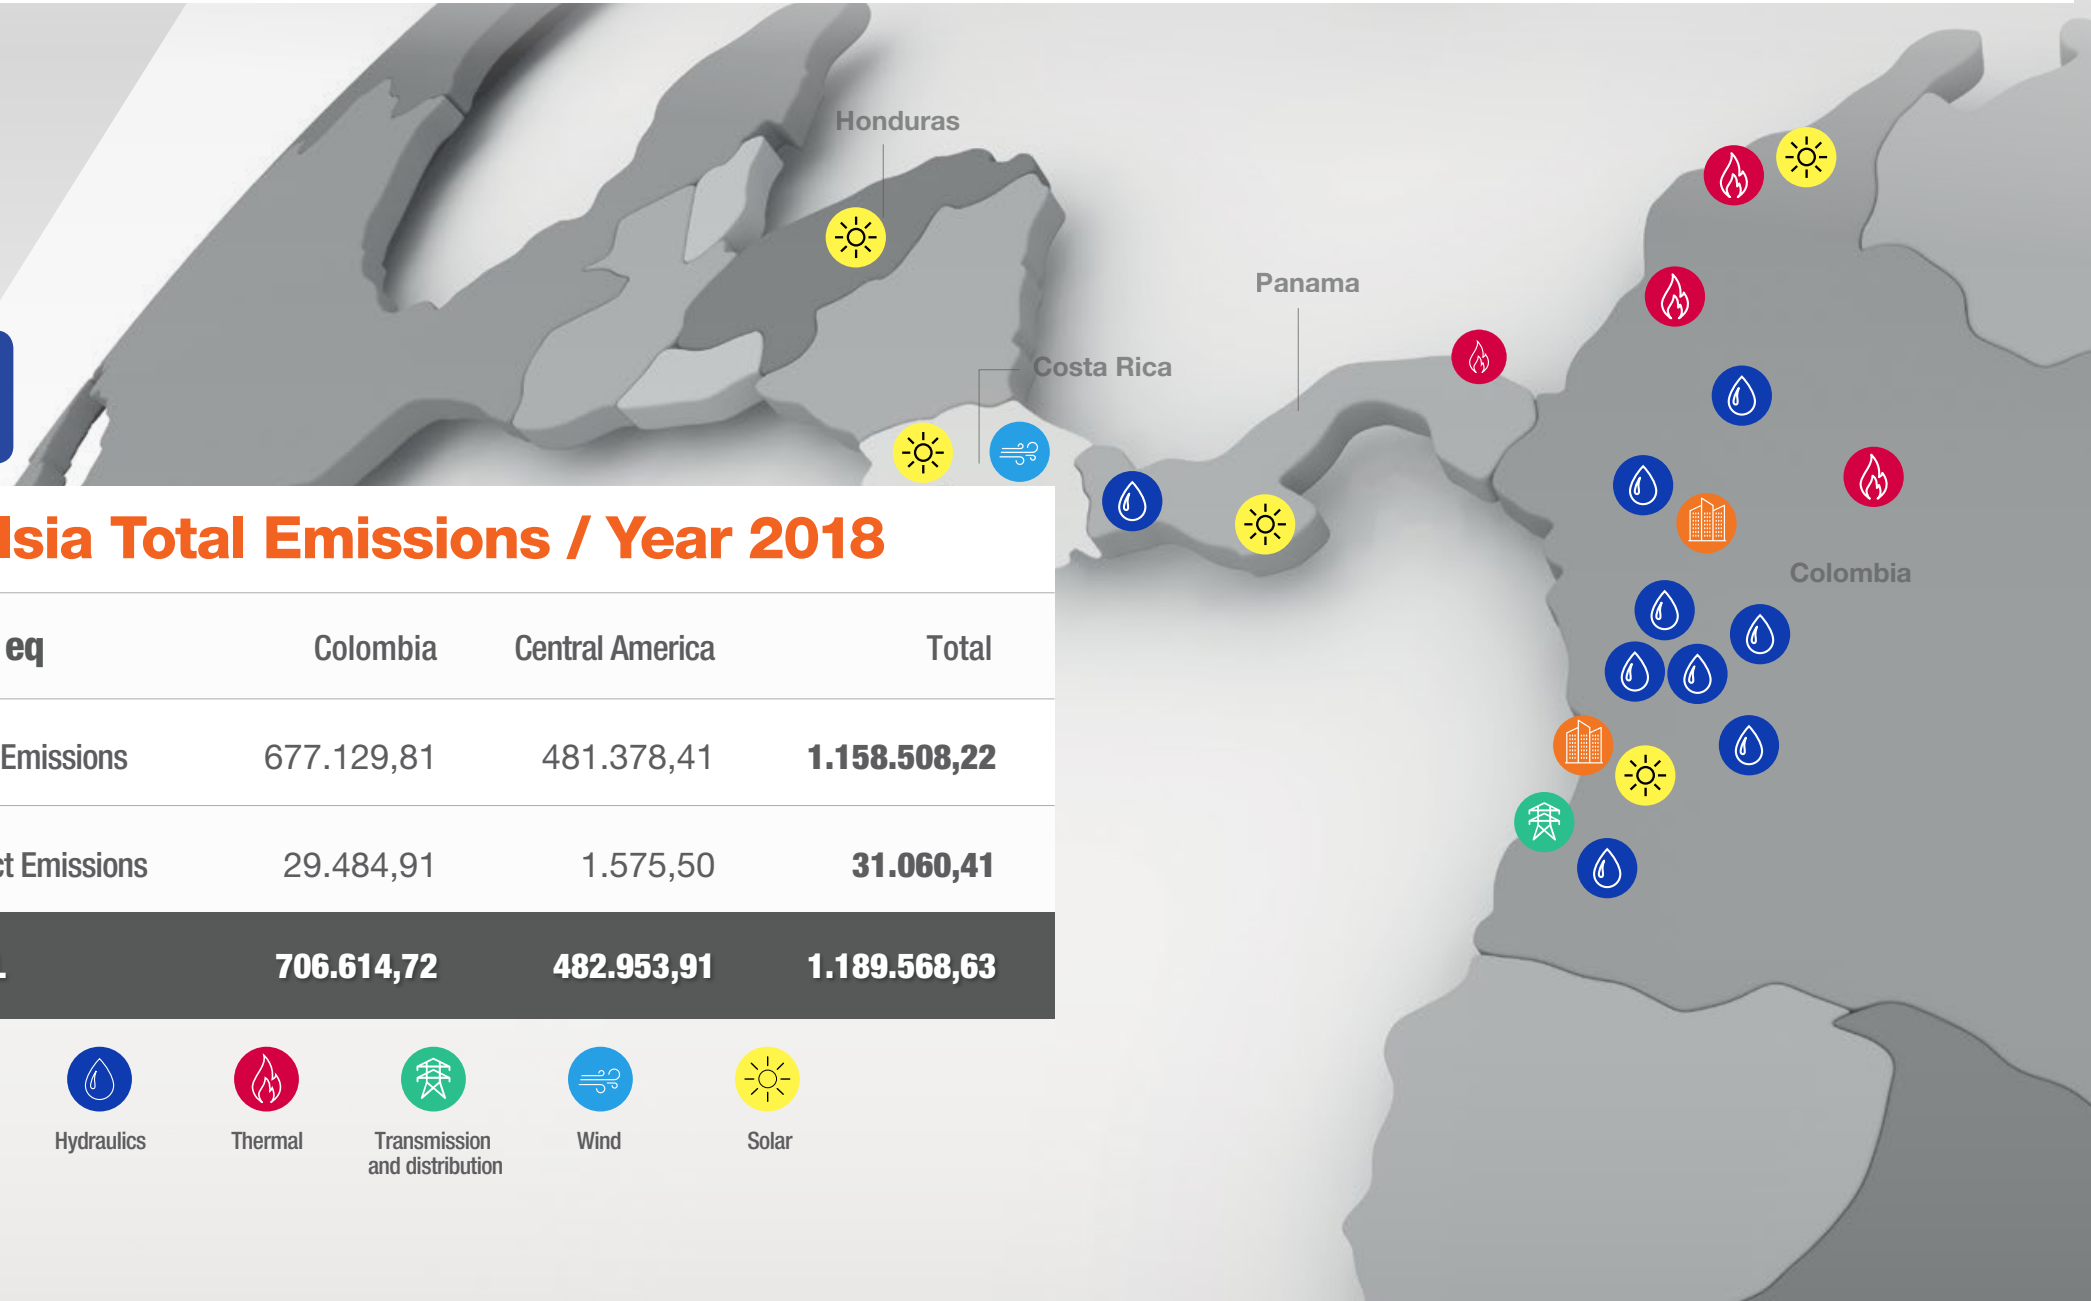 Honduras
Panama
Costa Rica
Colombia
lsia Total Emissions / Year 2018
eq Colombia Central America Total
Emissions 677.129,81 481.378,41 1.158.508,22
ct Emissions 29.484,91 1.575,50 31.060,41
706.614,72 482.953,91 1.189.568,63
Hydraulics Thermal Transmission and distribution Wind Solar